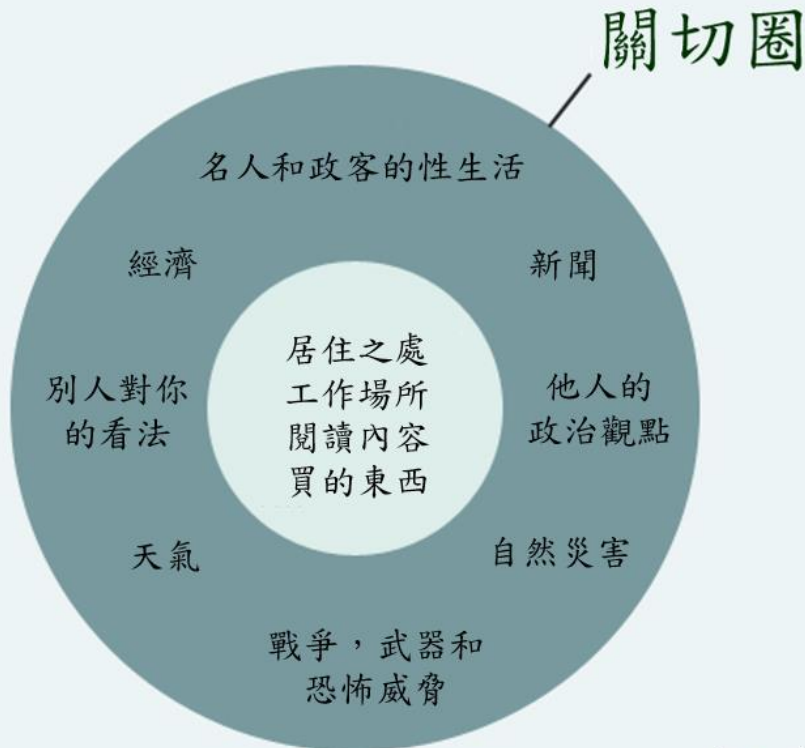 關切圈
名人和政客的性生活
經濟
新聞
別人對你
的看法
居住之處
工作場所
閱讀內容
買的東西
他人的
政治觀點
天氣
自然災害
戰爭，武器和
恐怖威脅